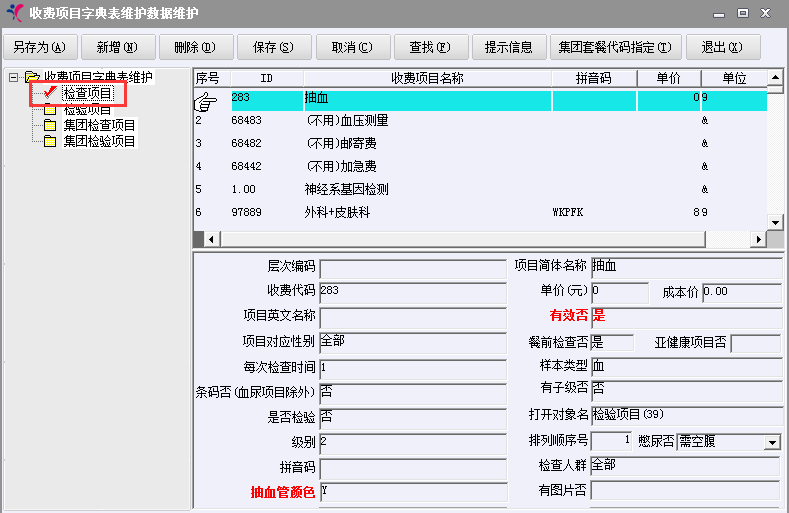 收费项目字典表维护数据维护
另存为(A) 新增(N) 删除(D) 保存(S) 取消(C) 查找(F) 提示信息 集团套餐代码指定(T) 退出(X)
收费项目字典表维护
检查项目
检验项目
集团检查项目
集团检验项目
序号 ID 收费项目名称 拼音码 单价 单位
283 抽血 0 9
2 68483 (不用)血压测量 &
3 68482 (不用)邮寄费 &
4 68442 (不用)加急费 &
5 1.00 神经系基因检测 &
6 97889 外科+皮肤科 WKPFK 8 9
层次编码 项目简体名称 抽血
收费代码 283 单价(元) 0 成本价 0.00
项目英文名称 有效否 是
项目对应性别 全部 餐前检查否 是 亚健康项目否
每次检查时间 1 样本类型 血
条码否(血尿项目除外) 否 有子级否 否
是否检验 否 打开对象名 检验项目(39)
级别 2 排列顺序号 1 憋尿否 需空腹
拼音码 检查人群 全部
抽血管颜色 Y 有图片否